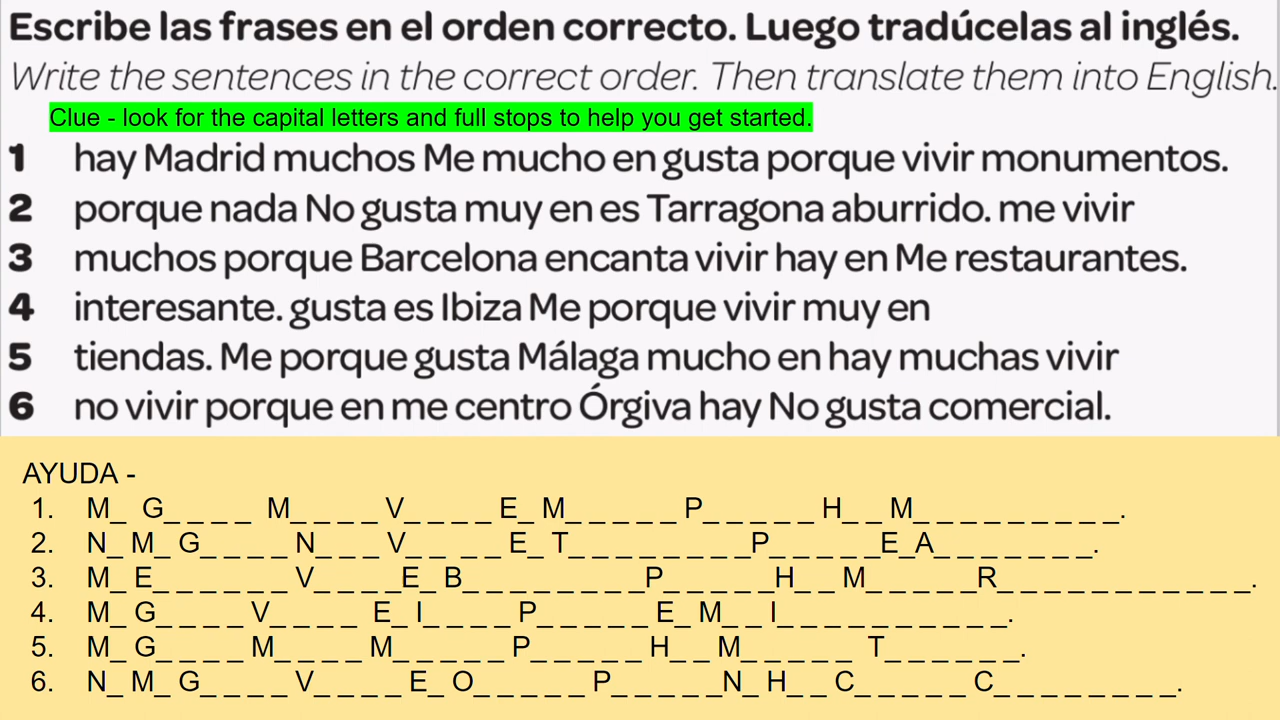 Escribe las frases en el orden correcto. Luego tradúcelas al inglés.
Write the sentences in the correct order. Then translate them into English.
Clue - look for the capital letters and full stops to help you get started.
1 hay Madrid muchos Me mucho en gusta porque vivir monumentos.
2 porque nada No gusta muy en es Tarragona aburrido. me vivir
3 muchos porque Barcelona encanta vivir hay en Me restaurantes.
4 interesante. gusta es Ibiza Me porque vivir muy en
5 tiendas. Me porque gusta Málaga mucho en hay muchas vivir
6 no vivir porque en me centro Órgiva hay No gusta comercial.
AYUDA -
1. M_ G_ _ _ _ M_ _ _ _ V_ _ _ _ E_ M_ _ _ _ _ P_ _ _ _ _ H_ _ M_ _ _ _ _ _ _ _ _.
2. N_ M_ G_ _ _ _ N_ _ _ V_ _ _ _ E_ T_ _ _ _ _ _ _ _P_ _ _ _ _E_A_ _ _ _ _ _ _.
3. M_ E_ _ _ _ _ _ V_ _ _ _E_ B_ _ _ _ _ _ _ _P_ _ _ _ _H_ _ M_ _ _ _ _R_ _ _ _ _ _ _ _ _ _ _.
4. M_ G_ _ _ _ V_ _ _ _ E_ I_ _ _ _ P_ _ _ _ _ E_ M_ _ I_ _ _ _ _ _ _ _ _ _.
5. M_ G_ _ _ _ M_ _ _ _ M_ _ _ _ _ P_ _ _ _ _ H_ _ M_ _ _ _ _ T_ _ _ _ _ _.
6. N_ M_ G_ _ _ _ V_ _ _ _ E_ O_ _ _ _ _ P_ _ _ _ _N_ H_ _ C_ _ _ _ _ C_ _ _ _ _ _ _ _.